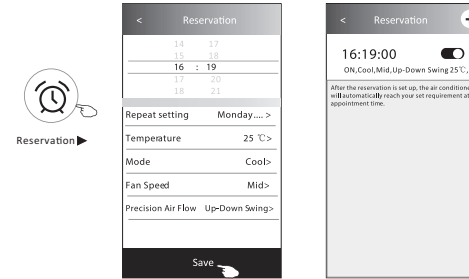 Reservation
< Reservation
14 17
15 18
16 : 19
17 20
18 21
Repeat setting Monday.... >
Temperature 25 ℃>
Mode Cool>
Fan Speed Mid>
Precision Air Flow Up-Down Swing>
Save
< Reservation
16:19:00
ON,Cool,Mid,Up-Down Swing 25℃,
After the reservation is set up, the air conditione
will automatically reach your set requirement at
appointment time.